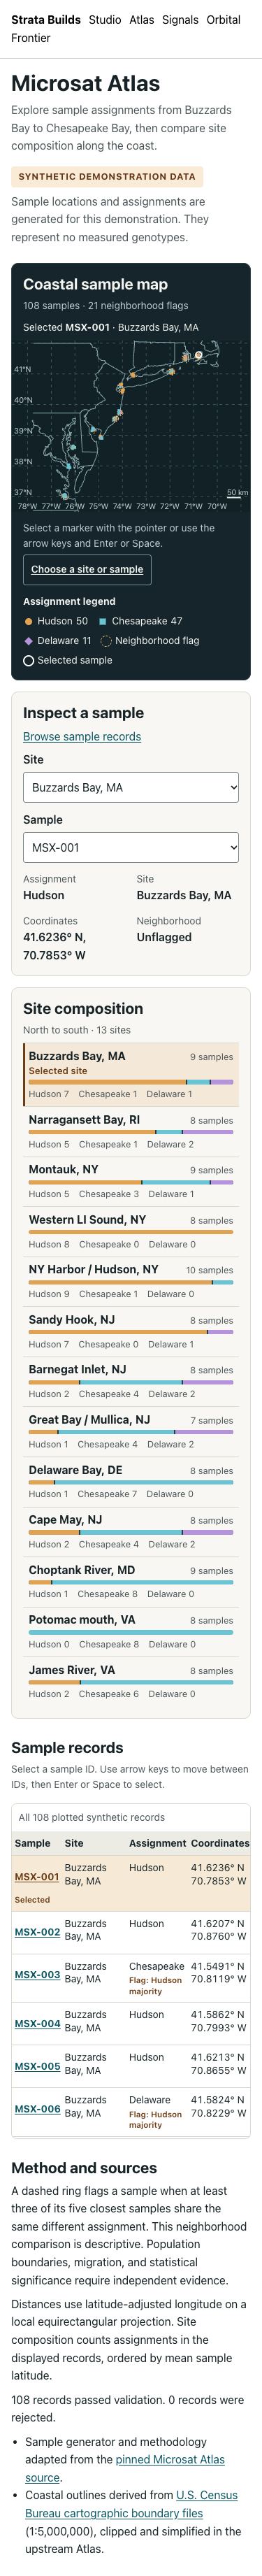 Strata Builds Studio Atlas Signals Orbital
Frontier
Microsat Atlas
Explore sample assignments from Buzzards
Bay to Chesapeake Bay, then compare site
composition along the coast.
SYNTHETIC DEMONSTRATION DATA
Sample locations and assignments are
generated for this demonstration. They
represent no measured genotypes.
Coastal sample map
108 samples · 21 neighborhood flags
Selected MSX-001 · Buzzards Bay, MA
41°N
40°N
39°N
38°N
37°N
50 km
78°W 77°W 76°W 75°W 74°W 73°W 72°W 71°W 70°W
Select a marker with the pointer or use the
arrow keys and Enter or Space.
Choose a site or sample
Assignment legend
Hudson 50 Chesapeake 47
Delaware 11 Neighborhood flag
Selected sample
Inspect a sample
Browse sample records
Site
Buzzards Bay, MA
Sample
MSX-001
Assignment Site
Hudson Buzzards Bay, MA
Coordinates Neighborhood
41.6236° N, Unflagged
70.7853° W
Site composition
North to south · 13 sites
Buzzards Bay, MA 9 samples
Selected site
Hudson 7 Chesapeake 1 Delaware 1
Narragansett Bay, RI 8 samples
Hudson 5 Chesapeake 1 Delaware 2
Montauk, NY 9 samples
Hudson 5 Chesapeake 3 Delaware 1
Western LI Sound, NY 8 samples
Hudson 8 Chesapeake 0 Delaware 0
NY Harbor / Hudson, NY 10 samples
Hudson 9 Chesapeake 1 Delaware 0
Sandy Hook, NJ 8 samples
Hudson 7 Chesapeake 0 Delaware 1
Barnegat Inlet, NJ 8 samples
Hudson 2 Chesapeake 4 Delaware 2
Great Bay / Mullica, NJ 7 samples
Hudson 1 Chesapeake 4 Delaware 2
Delaware Bay, DE 8 samples
Hudson 1 Chesapeake 7 Delaware 0
Cape May, NJ 8 samples
Hudson 2 Chesapeake 4 Delaware 2
Choptank River, MD 9 samples
Hudson 1 Chesapeake 8 Delaware 0
Potomac mouth, VA 8 samples
Hudson 0 Chesapeake 8 Delaware 0
James River, VA 8 samples
Hudson 2 Chesapeake 6 Delaware 0
Sample records
Select a sample ID. Use arrow keys to move between
IDs, then Enter or Space to select.
All 108 plotted synthetic records
Sample Site Assignment Coordinates
MSX-001 Buzzards Bay, MA Hudson 41.6236° N 70.7853° W
Selected
MSX-002 Buzzards Bay, MA Hudson 41.6207° N 70.8760° W
MSX-003 Buzzards Bay, MA Chesapeake 41.5491° N 70.8119° W
Flag: Hudson majority
MSX-004 Buzzards Bay, MA Hudson 41.5862° N 70.7993° W
MSX-005 Buzzards Bay, MA Hudson 41.6213° N 70.8655° W
MSX-006 Buzzards Bay, MA Delaware 41.5824° N 70.8229° W
Flag: Hudson majority
Method and sources
A dashed ring flags a sample when at least
three of its five closest samples share the
same different assignment. This neighborhood
comparison is descriptive. Population
boundaries, migration, and statistical
significance require independent evidence.
Distances use latitude-adjusted longitude on a
local equirectangular projection. Site
composition counts assignments in the
displayed records, ordered by mean sample
latitude.
108 records passed validation. 0 records were
rejected.
• Sample generator and methodology
adapted from the pinned Microsat Atlas
source.
• Coastal outlines derived from U.S. Census
Bureau cartographic boundary files
(1:5,000,000), clipped and simplified in the
upstream Atlas.